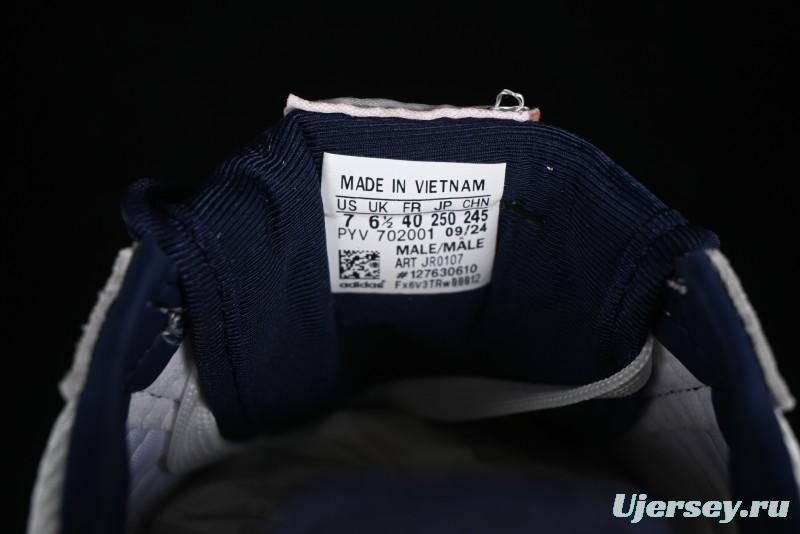 MADE IN VIETNAM
US UK FR JP CHN
7 6½ 40 250 245
PYV 702001 09/24
MALE/MÂLE
ART JR0107
#127630610
adidas Fx6V3TRw99912
Ujersey.ru